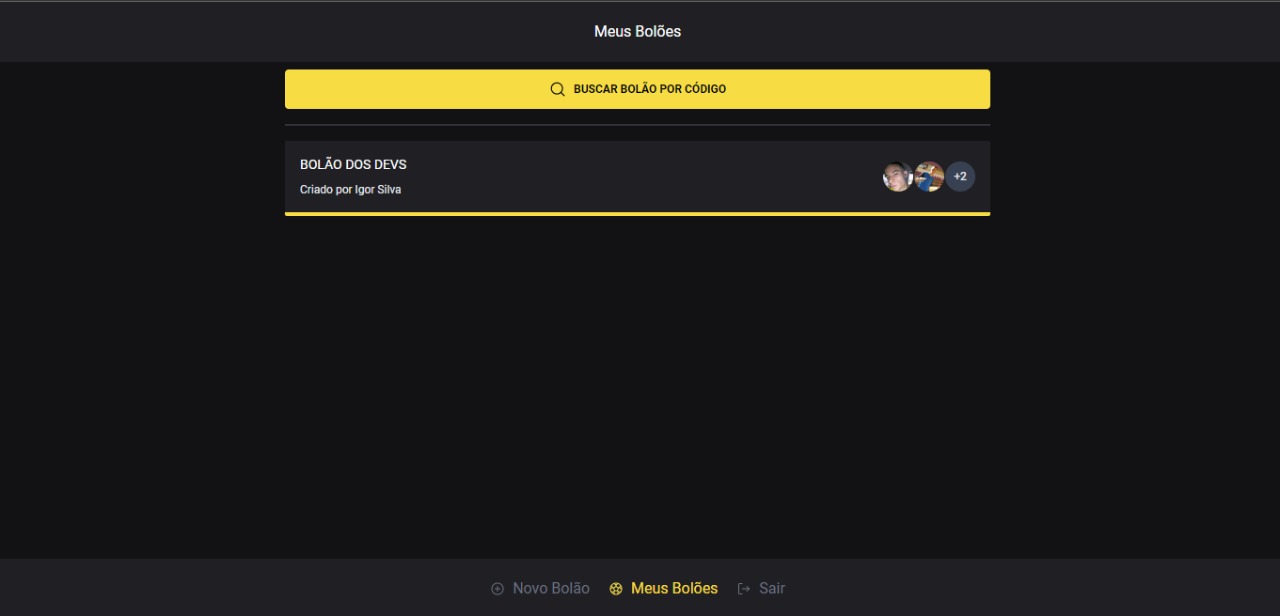 Meus Bolões
BUSCAR BOLÃO POR CÓDIGO
BOLÃO DOS DEVS
Criado por Igor Silva
+2
Novo Bolão
Meus Bolões
Sair